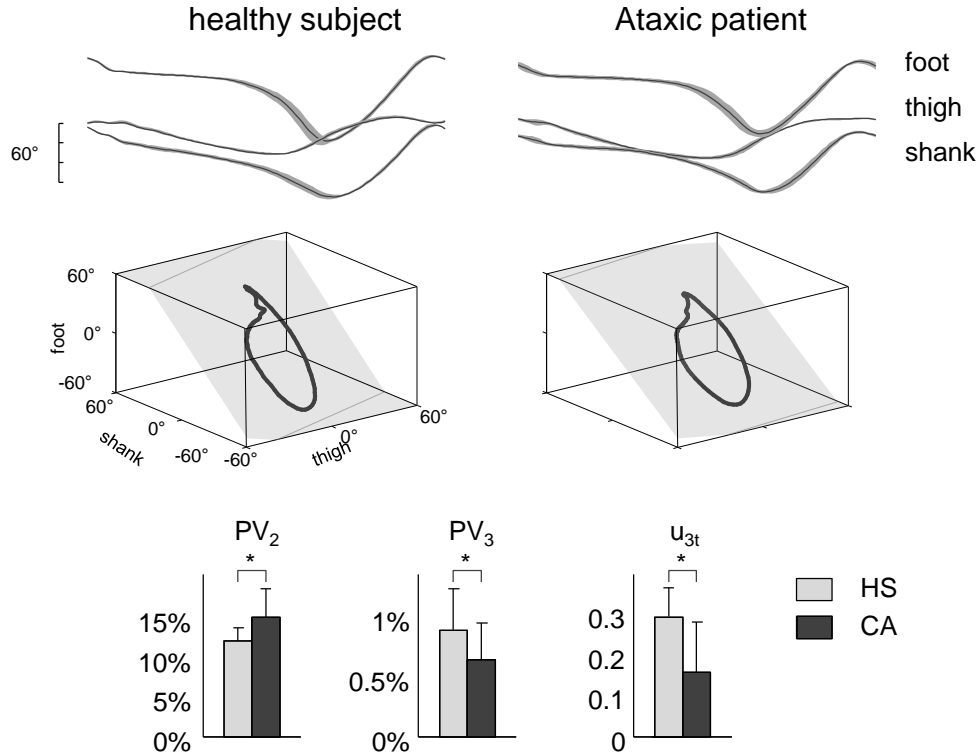 healthy subject
Ataxic patient
foot
thigh
shank
60°
60°
0°
-60°
foot
60°
0°
-60°
shank
-60°
0°
60°
thigh
PV2
*
15%
10%
5%
0%
PV3
*
1%
0.5%
0%
u3t
*
0.3
0.2
0.1
0
HS
CA